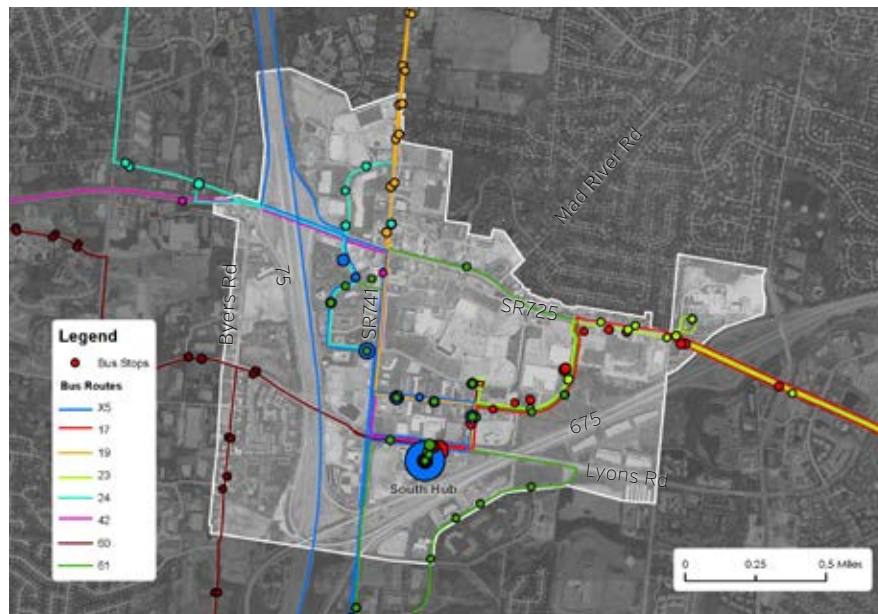 Mad River Rd
75
Byers Rd
SR741
SR725
Legend
Bus Stops
Bus Routes
X5
17
19
23
24
42
60
61
675
Lyons Rd
South Hub
0 0.25 0.5 Miles